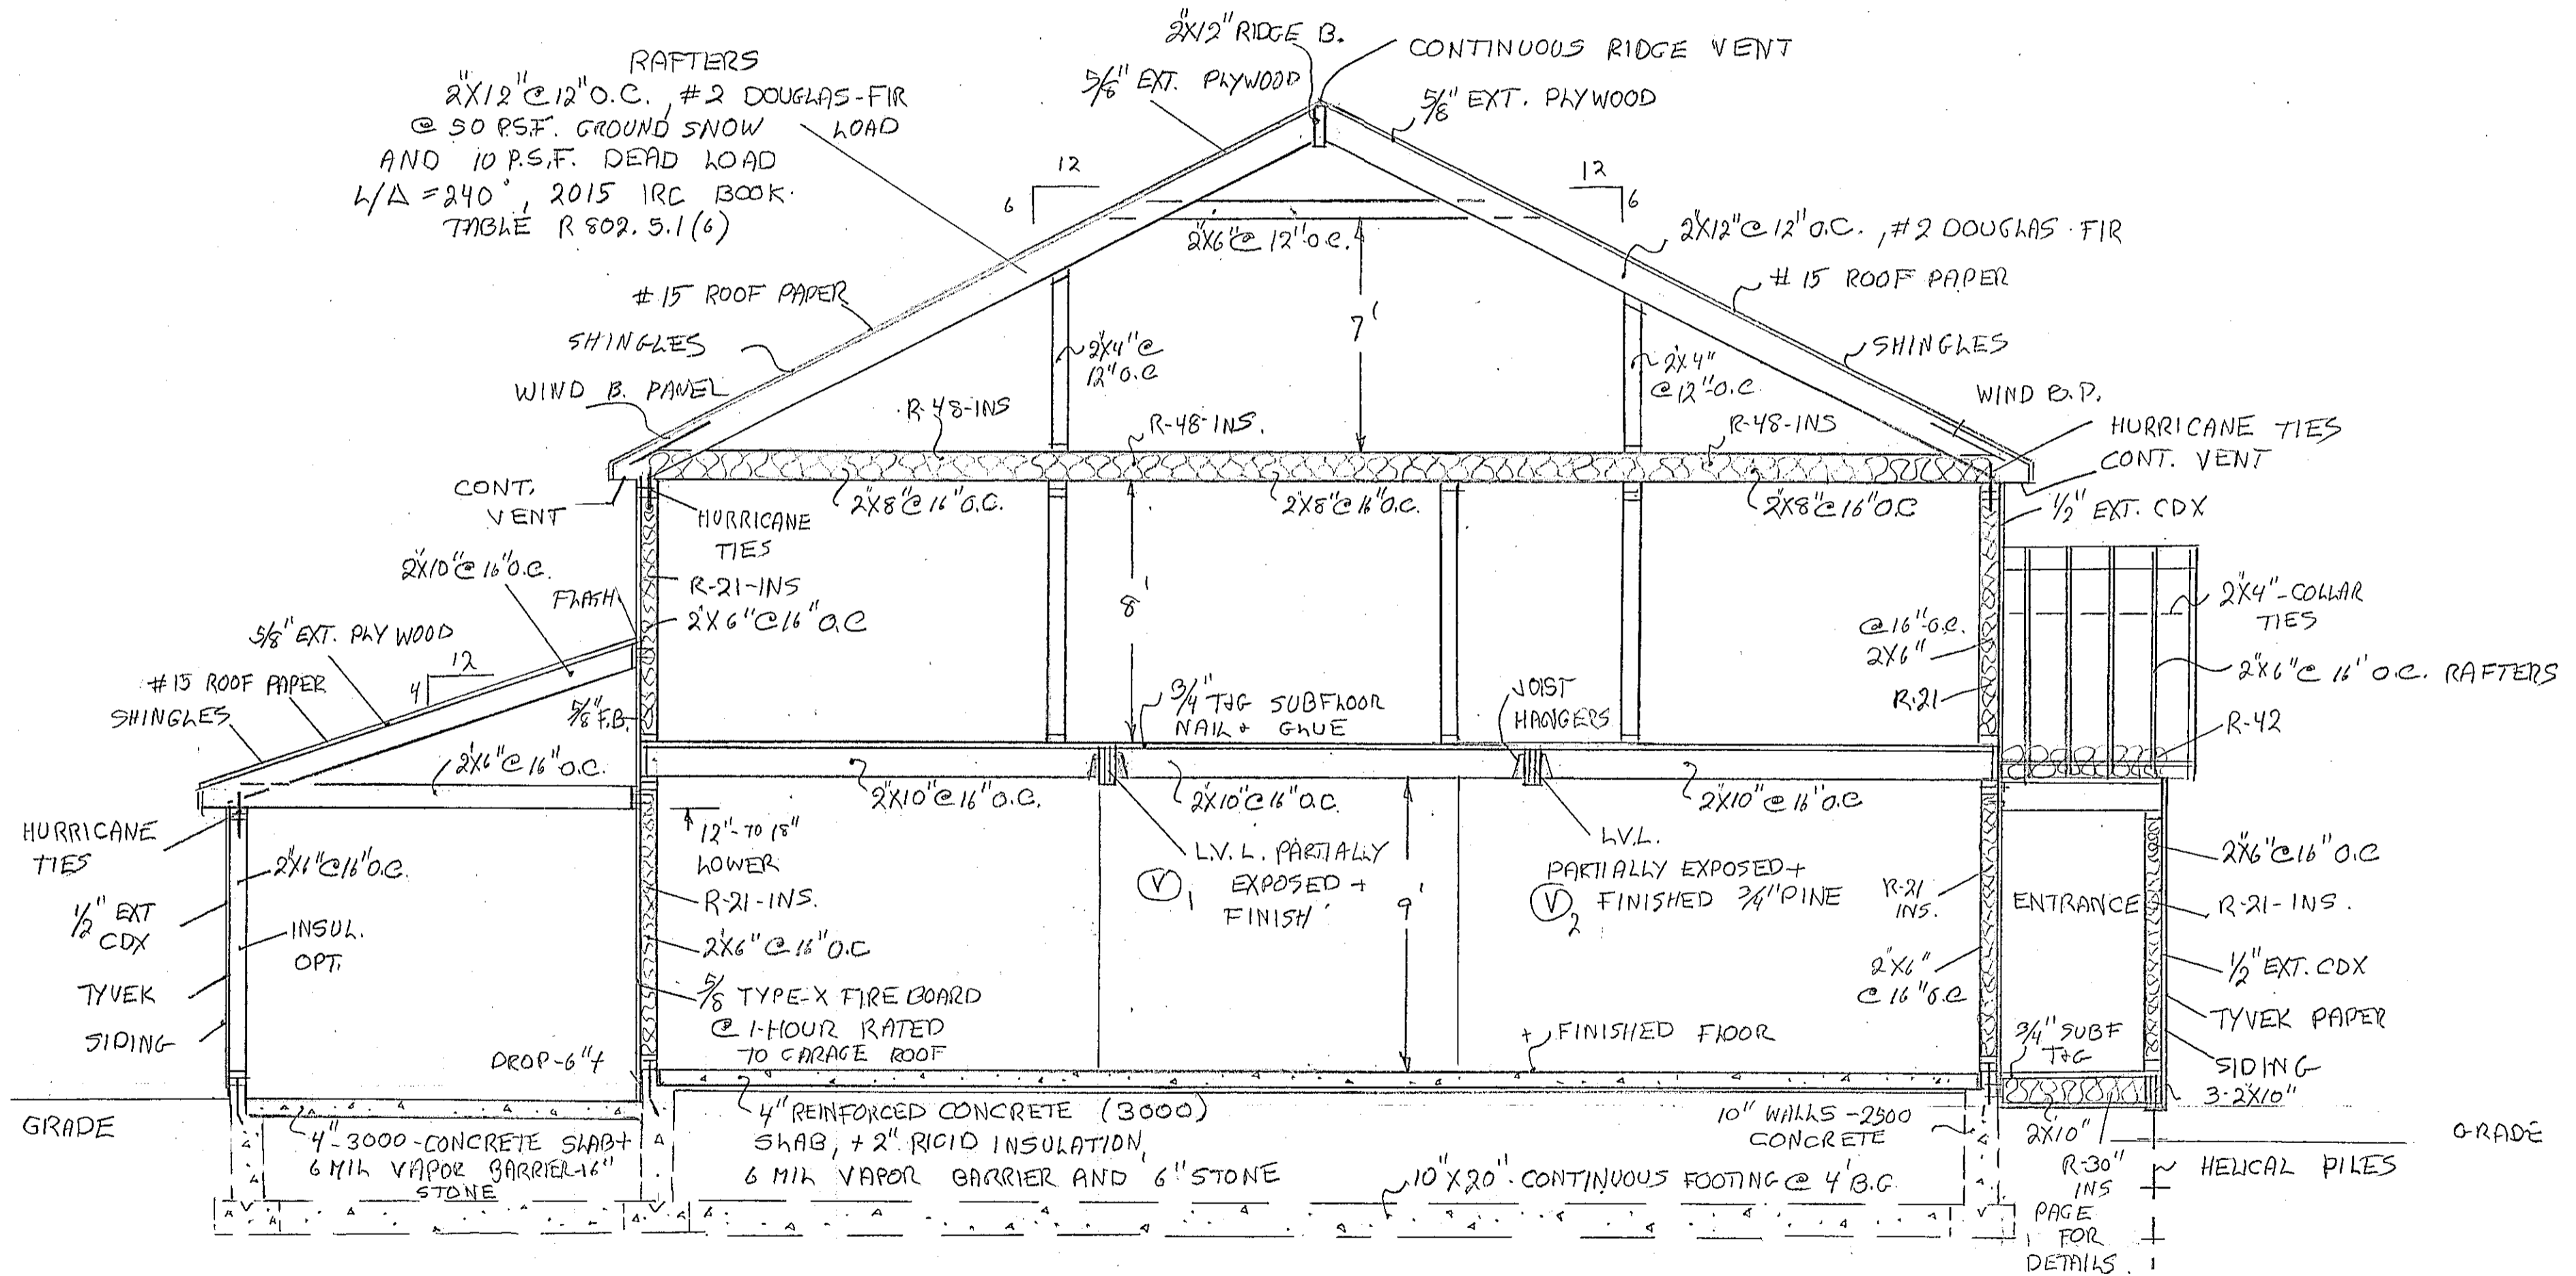 RAFTERS
2"X12"@12"O.C., #2 DOUGLAS-FIR
@ 50 P.S.F. GROUND SNOW LOAD
AND 10 P.S.F. DEAD LOAD
L/Δ = 240°, 2015 IRC BOOK.
TABLE R 802.5.1(6)
2"X12" RIDGE B.
CONTINUOUS RIDGE VENT
5/8" EXT. PLYWOOD
5/8" EXT. PLYWOOD
12
6
12
6
2"X6"@ 12"O.C.
2"X12"@ 12"O.C., #2 DOUGLAS-FIR
#15 ROOF PAPER
#15 ROOF PAPER
SHINGLES
SHINGLES
7'
2"X4"@
12"O.C
2"X4"
@12"O.C.
WIND B. PANEL
WIND B.P.
R-48-INS
R-48-INS.
R-48-INS
HURRICANE TIES
CONT. VENT
1/2" EXT. CDX
CONT.
VENT
HURRICANE
TIES
2"X8"@16"O.C.
2"X8"@16"O.C.
2"X8"@16"O.C
2"X10"@16"O.C.
FLASH
R-21-INS
2"X6"@16"O.C
8'
@16"O.C.
2X6"
R-21
2"X4"-COLLAR
TIES
2"X6"@ 16"O.C. RAFTERS
R-42
5/8" EXT. PLYWOOD
12
4
#15 ROOF PAPER
SHINGLES
5/8"F.B.
3/4" T&G SUBFLOOR
NAIL + GLUE
JOIST
HANGERS
2"X6"@16"O.C.
2"X10"@16"O.C.
2"X10"@16"O.C.
2"X10"@16"O.C
HURRICANE
TIES
2"X6"@16"O.C.
1/2" EXT
CDX
INSUL.
OPT.
TYVEK
SIDING
12"-TO 18"
LOWER
R-21-INS.
2"X6"@16"O.C
5/8 TYPE-X FIRE BOARD
@ 1-HOUR RATED
TO GARAGE ROOF
DROP-6"+
L.V.L. PARTIALLY
EXPOSED +
FINISH
V 1
9'
L.V.L.
PARTIALLY EXPOSED +
V 2 FINISHED 3/4" PINE
R-21
INS.
2"X6"
@ 16"O.C
+ FINISHED FLOOR
ENTRANCE
2"X6"@16"O.C
R-21-INS.
1/2" EXT. CDX
TYVEK PAPER
SIDING
3-2X10"
3/4" SUBF
T&G
GRADE
4"-3000-CONCRETE SLAB+
6 MIL VAPOR BARRIER-16"
STONE
4" REINFORCED CONCRETE (3000)
SLAB, + 2" RIGID INSULATION,
6 MIL VAPOR BARRIER AND 6" STONE
10" WALLS-2500
CONCRETE
10"X20" CONTINUOUS FOOTING @ 4' B.G.
2X10"
R-30"
INS
PAGE
1 FOR
DETAILS.
GRADE
HELICAL PILES